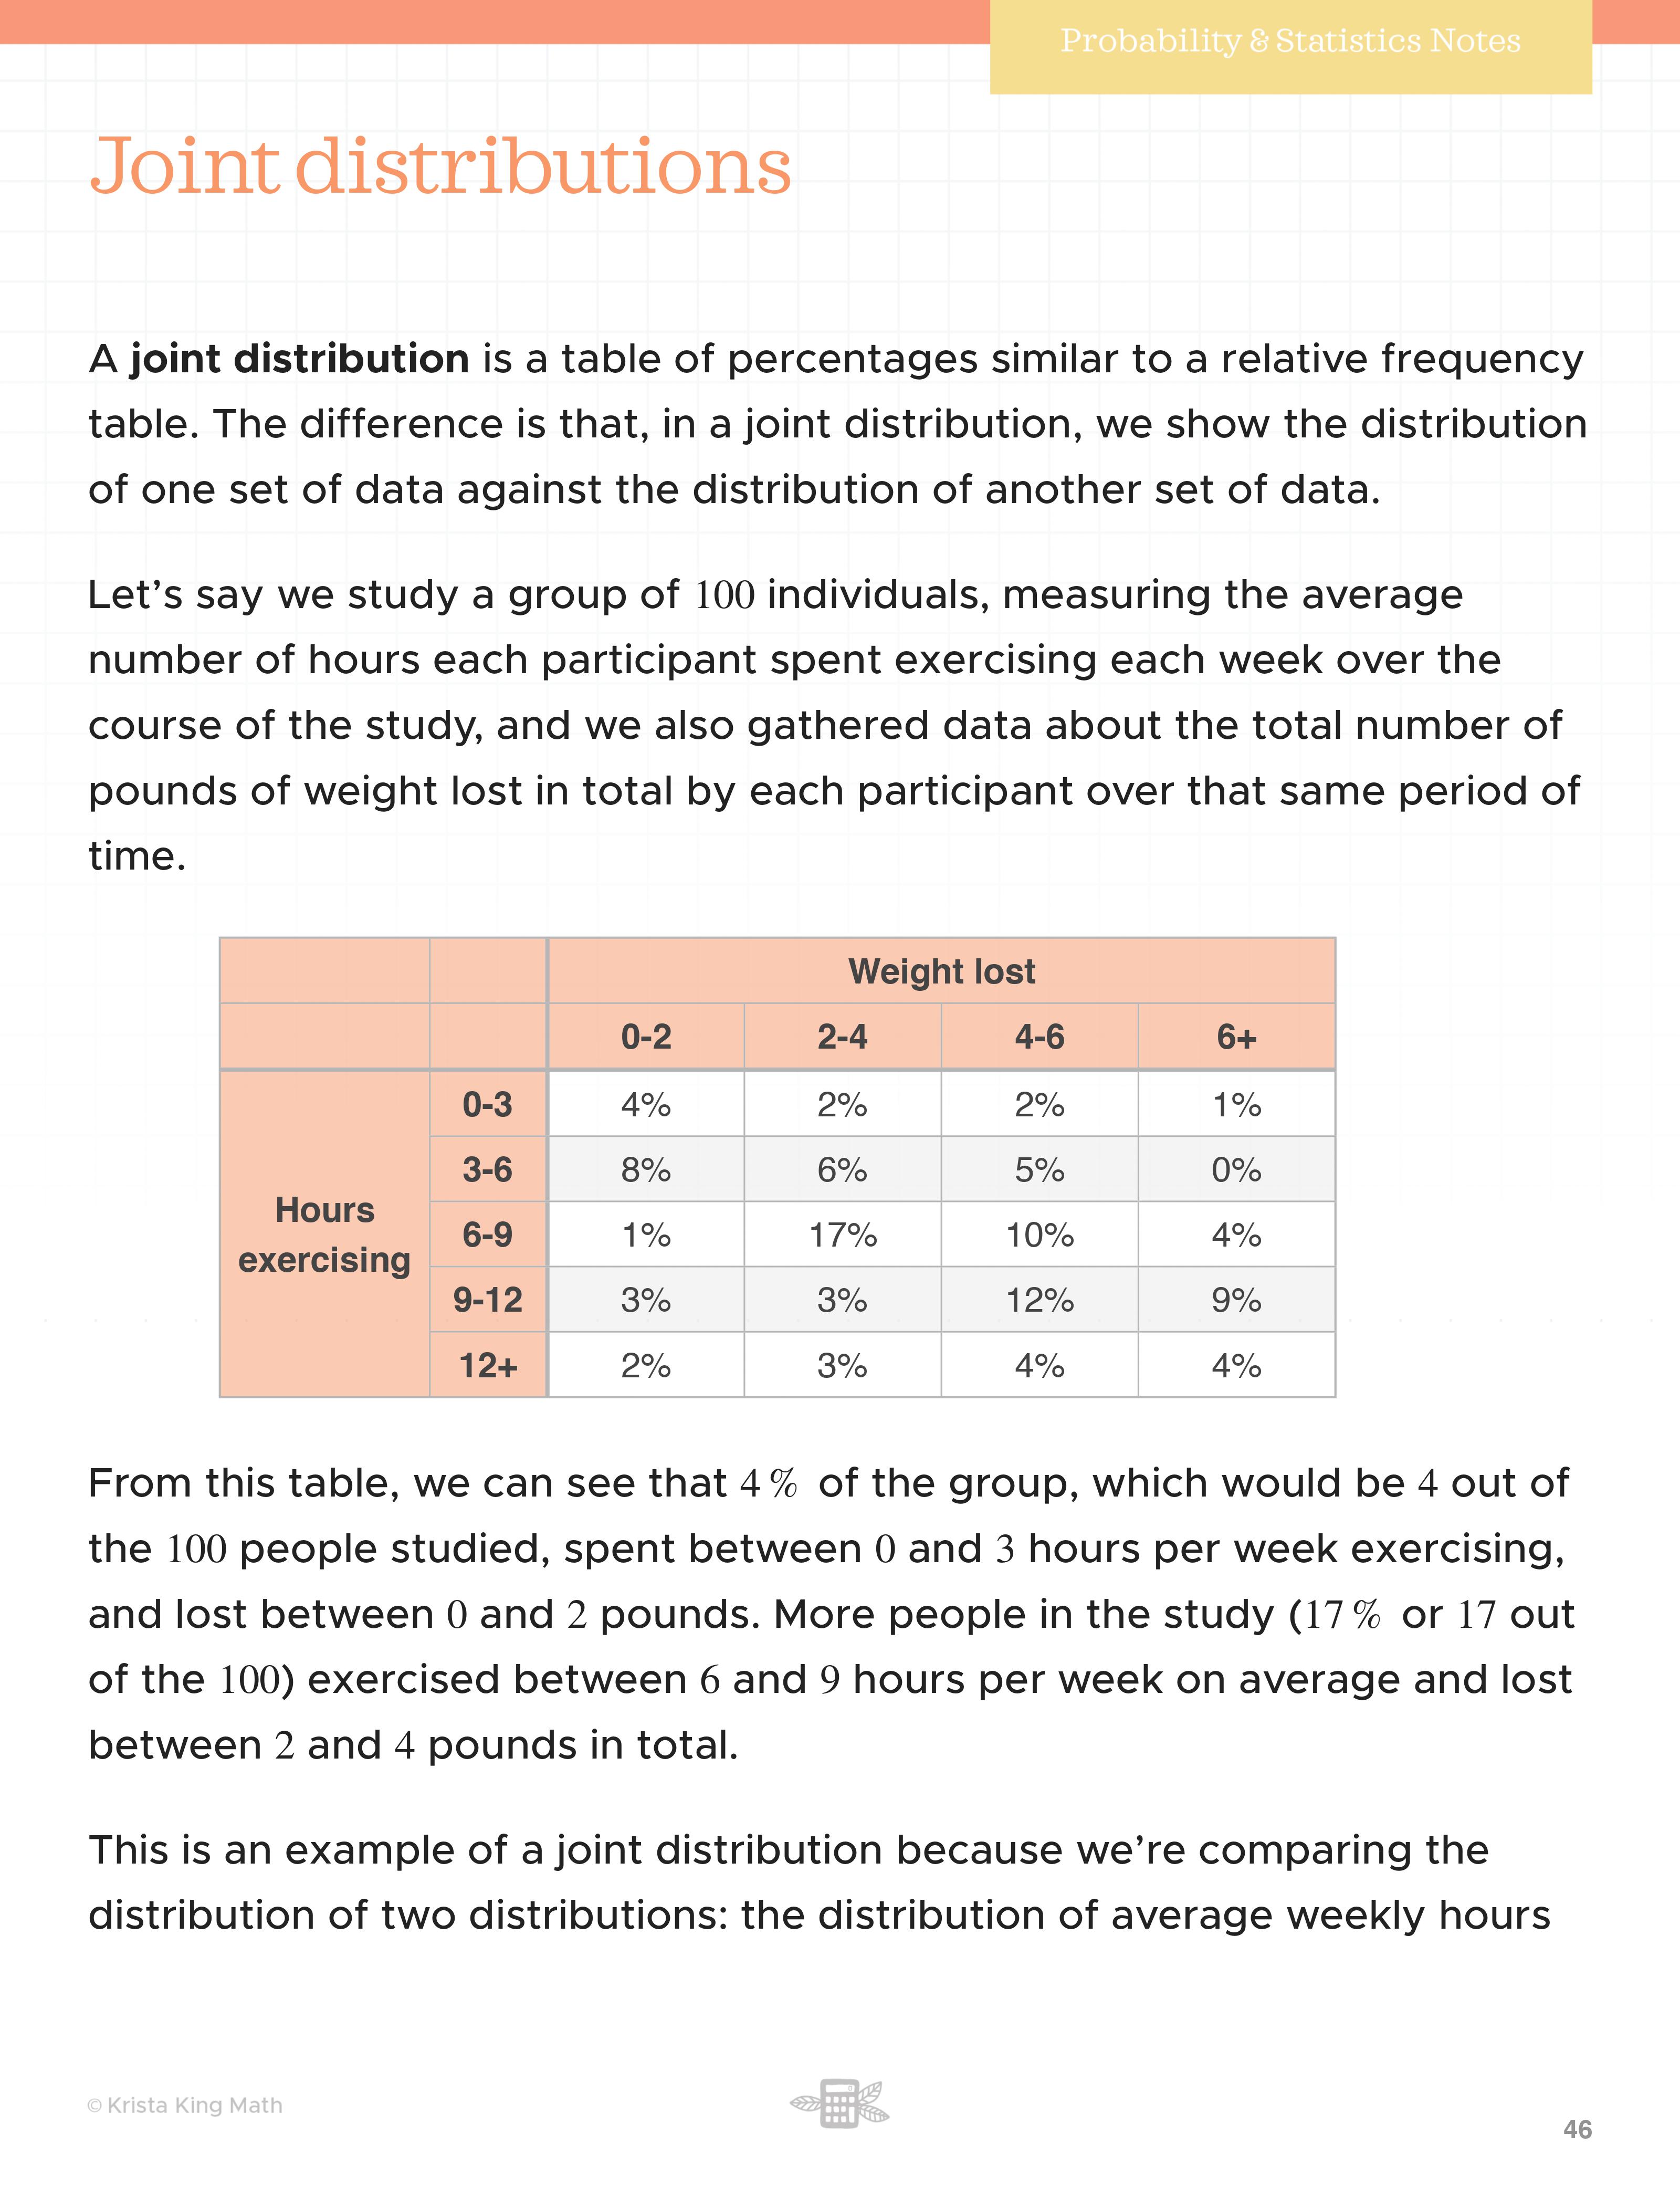 Probability & Statistics Notes
Joint distributions
A joint distribution is a table of percentages similar to a relative frequency
table. The difference is that, in a joint distribution, we show the distribution
of one set of data against the distribution of another set of data.
Let’s say we study a group of 100 individuals, measuring the average
number of hours each participant spent exercising each week over the
course of the study, and we also gathered data about the total number of
pounds of weight lost in total by each participant over that same period of
time.
Weight lost
0-2 2-4 4-6 6+
0-3 4% 2% 2% 1%
3-6 8% 6% 5% 0%
Hours
exercising
6-9 1% 17% 10% 4%
9-12 3% 3% 12% 9%
12+ 2% 3% 4% 4%
From this table, we can see that 4 % of the group, which would be 4 out of
the 100 people studied, spent between 0 and 3 hours per week exercising,
and lost between 0 and 2 pounds. More people in the study (17 % or 17 out
of the 100) exercised between 6 and 9 hours per week on average and lost
between 2 and 4 pounds in total.
This is an example of a joint distribution because we’re comparing the
distribution of two distributions: the distribution of average weekly hours
© Krista King Math
46